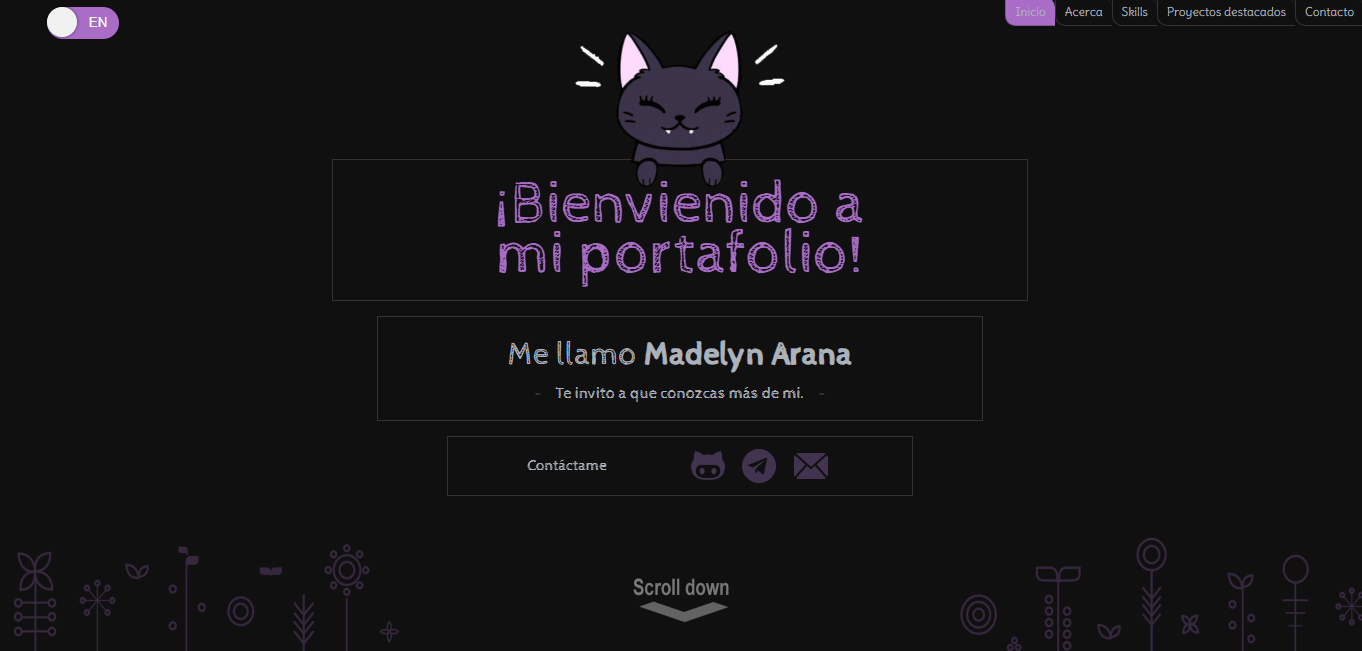 EN
Inicio Acerca Skills Proyectos destacados Contacto
¡Bienvienido a
mi portafolio!
Me llamo Madelyn Arana
- Te invito a que conozcas más de mi. -
Contáctame
Scroll down